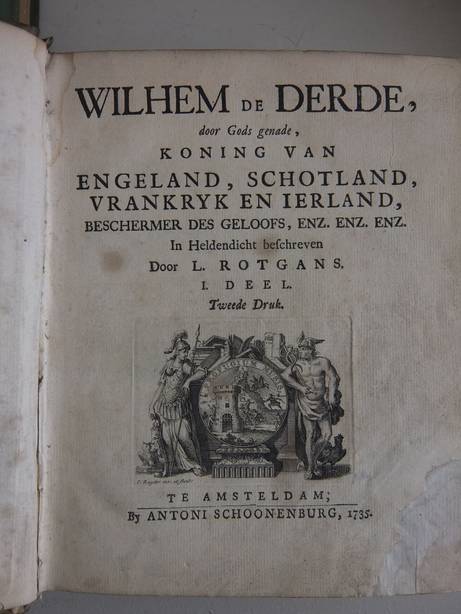 WILHEM DE DERDE,
door Gods genade,
KONING VAN
ENGELAND, SCHOTLAND,
VRANKRYK EN IERLAND,
BESCHERMER DES GELOOFS, ENZ. ENZ. ENZ.
In Heldendicht beſchreven
Door L. ROTGANS.
I. DEEL.
Tweede Druk.
TE AMSTELDAM;
By ANTONI SCHOONENBURG, 1735.